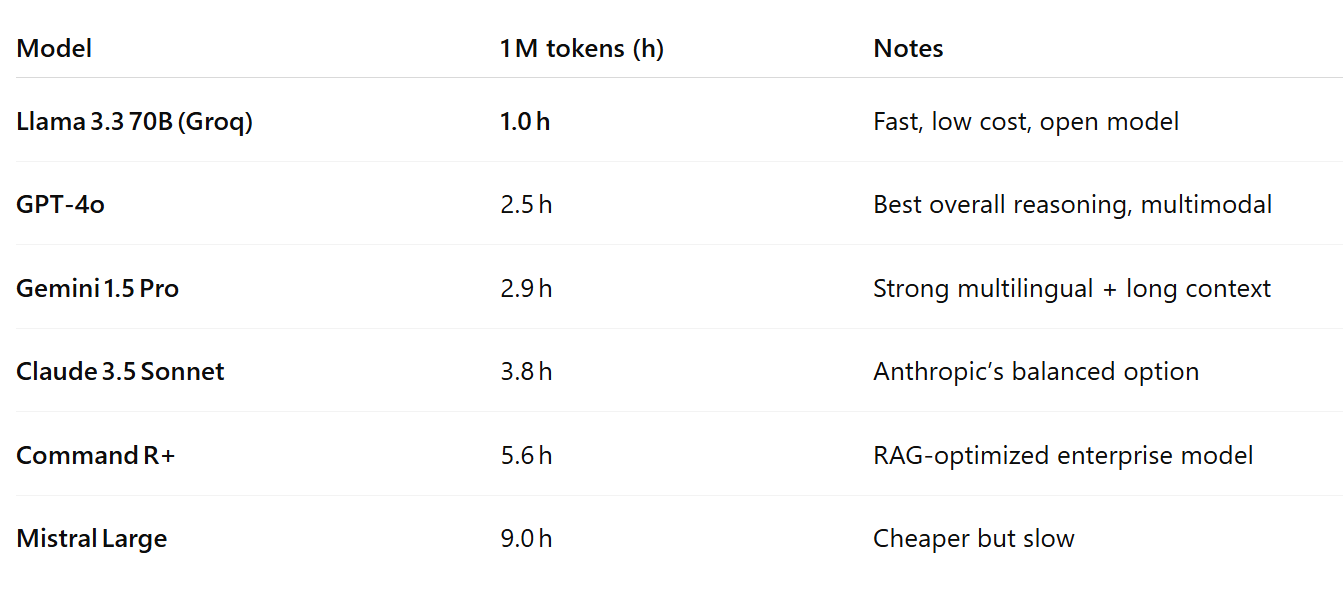 Model 1M tokens (h) Notes
Llama 3.3 70B (Groq) 1.0 h Fast, low cost, open model
GPT-4o 2.5 h Best overall reasoning, multimodal
Gemini 1.5 Pro 2.9 h Strong multilingual + long context
Claude 3.5 Sonnet 3.8 h Anthropic’s balanced option
Command R+ 5.6 h RAG-optimized enterprise model
Mistral Large 9.0 h Cheaper but slow